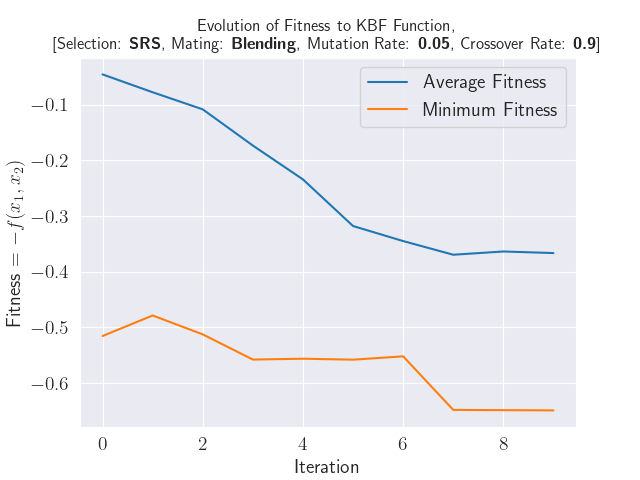 Evolution of Fitness to KBF Function,
[Selection: SRS, Mating: Blending, Mutation Rate: 0.05, Crossover Rate: 0.9]
Average Fitness
Minimum Fitness
Fitness = −f(x₁, x₂)
−0.1
−0.2
−0.3
−0.4
−0.5
−0.6
0 2 4 6 8
Iteration